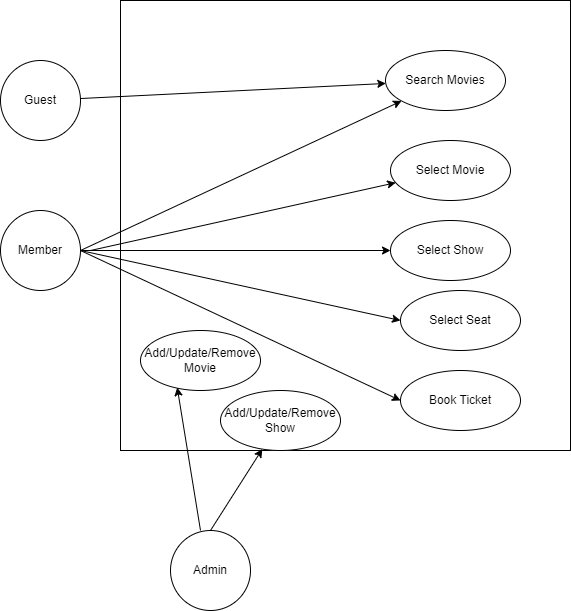 Search Movies
Guest
Select Movie
Member
Select Show
Select Seat
Add/Update/Remove
Movie
Book Ticket
Add/Update/Remove
Show
Admin